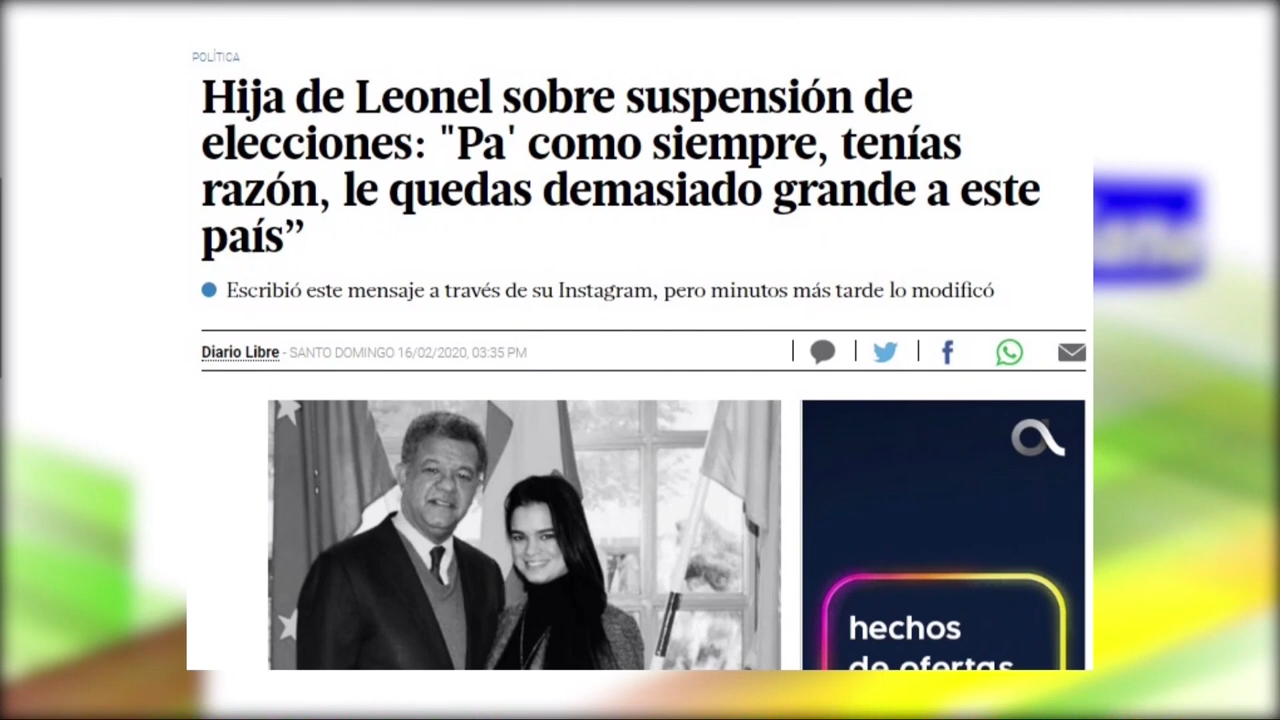 POLÍTICA
Hija de Leonel sobre suspensión de
elecciones: "Pa' como siempre, tenías
razón, le quedas demasiado grande a este
país”
Escribió este mensaje a través de su Instagram, pero minutos más tarde lo modificó
Diario Libre - SANTO DOMINGO 16/02/2020, 03:35 PM
hechos
de ofertas